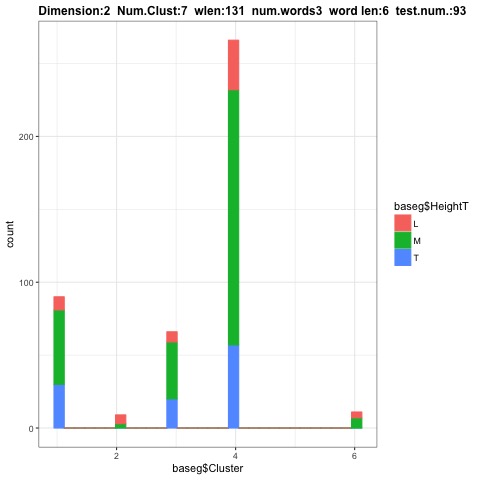 Dimension:2  Num.Clust:7  wlen:131  num.words3  word len:6  test.num.:93
count
200
100
0
2
4
6
baseg$Cluster
baseg$HeightT
L
M
T